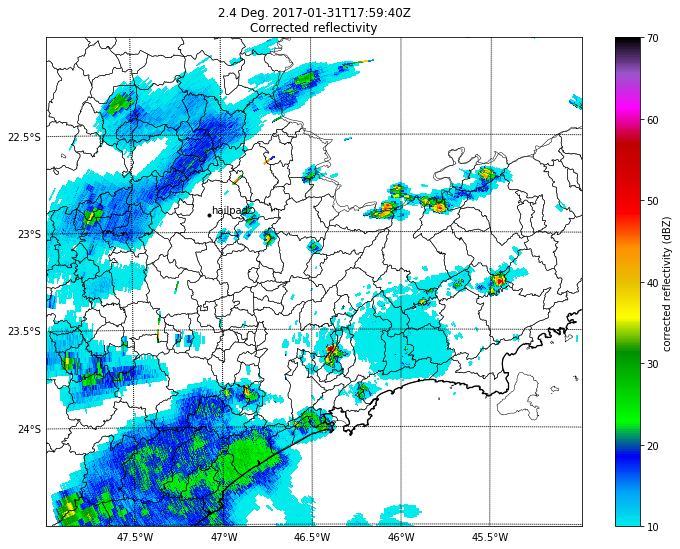 2.4 Deg. 2017-01-31T17:59:40Z
Corrected reflectivity
22.5°S
23°S
23.5°S
24°S
47.5°W
47°W
46.5°W
46°W
45.5°W
hailpad
70
60
50
40
30
20
10
corrected reflectivity (dBZ)